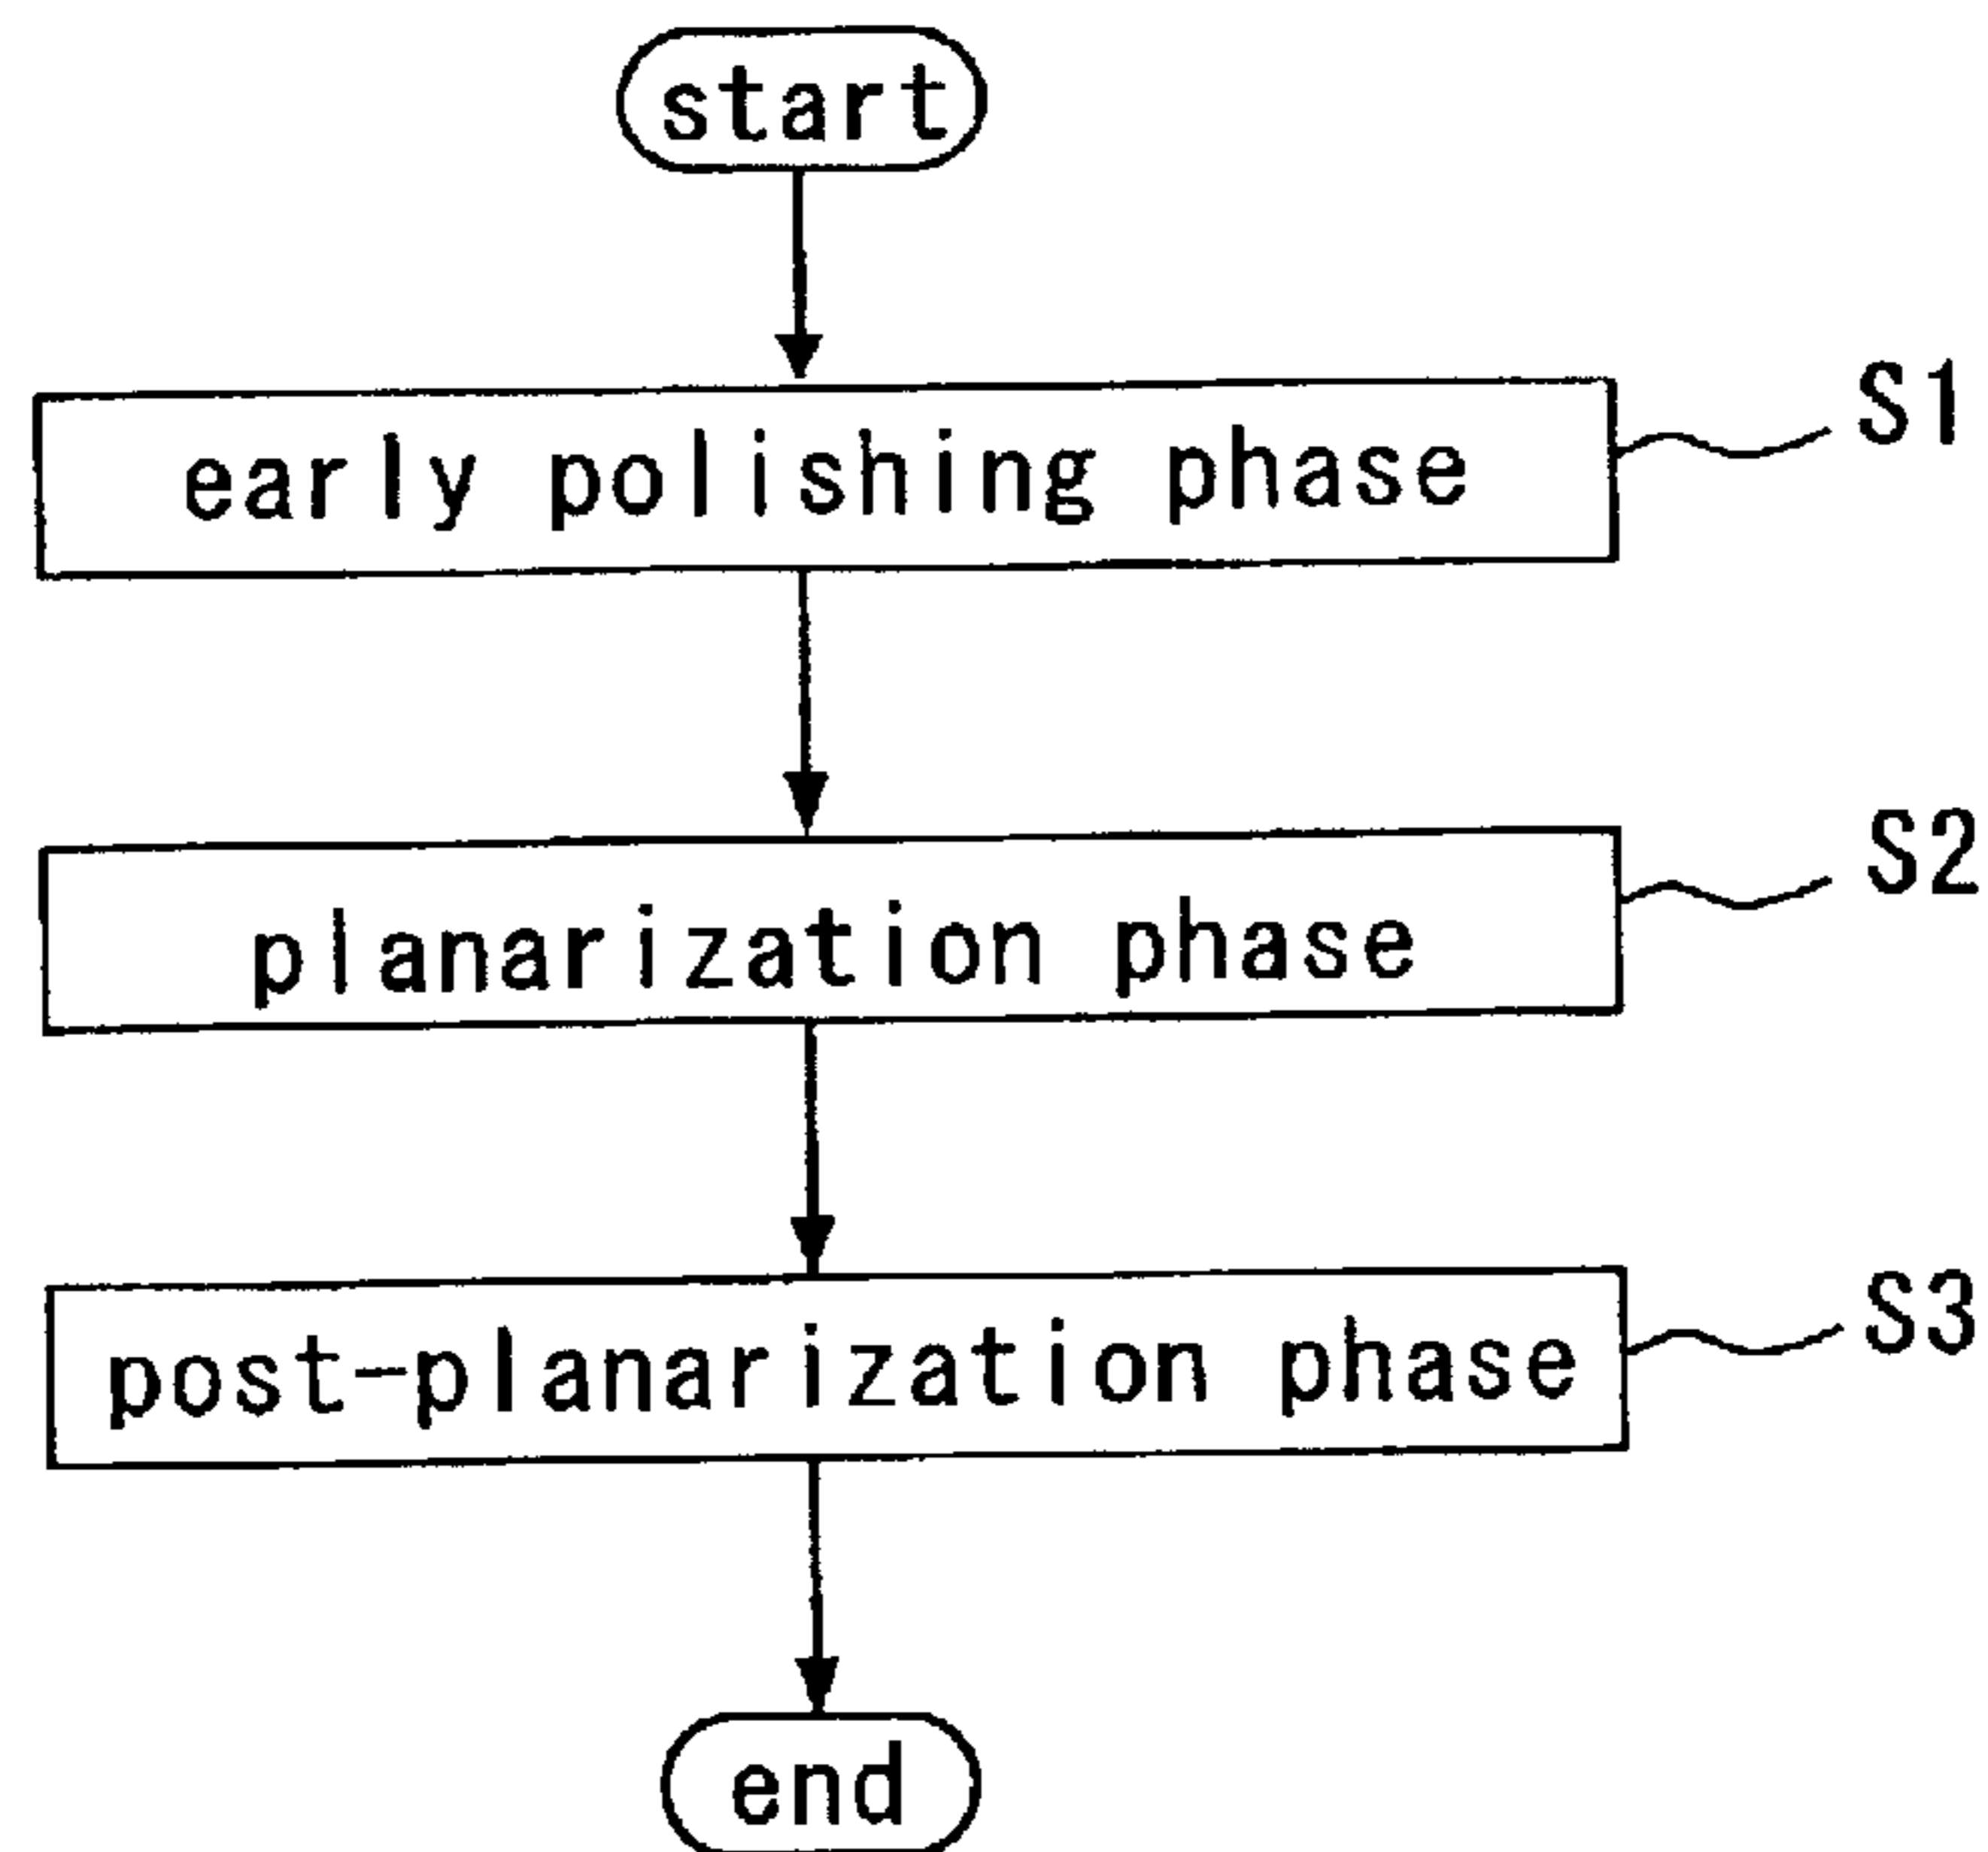 start
early polishing phase
S1
planarization phase
S2
post-planarization phase
S3
end